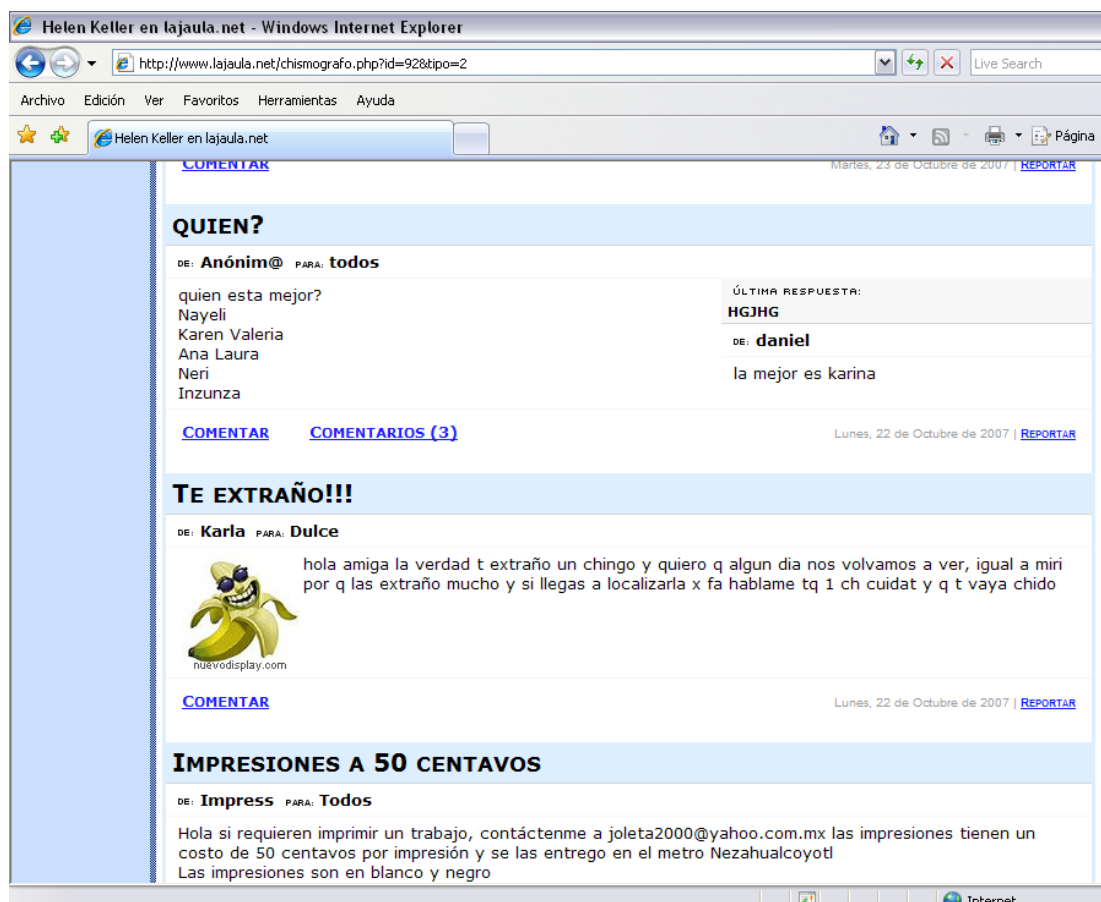 Helen Keller en lajaula.net - Windows Internet Explorer
http://www.lajaula.net/chismografo.php?id=92&tipo=2
Live Search
Archivo Edición Ver Favoritos Herramientas Ayuda
Helen Keller en lajaula.net
Página
COMENTAR
Martes, 23 de Octubre de 2007 | REPORTAR
QUIEN?
DE: Anónim@ PARA: todos
quien esta mejor?
Nayeli
Karen Valeria
Ana Laura
Neri
Inzunza
ÚLTIMA RESPUESTA:
HGJHG
DE: daniel
la mejor es karina
COMENTAR COMENTARIOS (3)
Lunes, 22 de Octubre de 2007 | REPORTAR
TE EXTRAÑO!!!
DE: Karla PARA: Dulce
hola amiga la verdad t extraño un chingo y quiero q algun dia nos volvamos a ver, igual a miri
por q las extraño mucho y si llegas a localizarla x fa hablame tq 1 ch cuidat y q t vaya chido
nuevodisplay.com
COMENTAR
Lunes, 22 de Octubre de 2007 | REPORTAR
IMPRESIONES A 50 CENTAVOS
DE: Impress PARA: Todos
Hola si requieren imprimir un trabajo, contáctenme a joleta2000@yahoo.com.mx las impresiones tienen un
costo de 50 centavos por impresión y se las entrego en el metro Nezahualcoyotl
Las impresiones son en blanco y negro
Internet